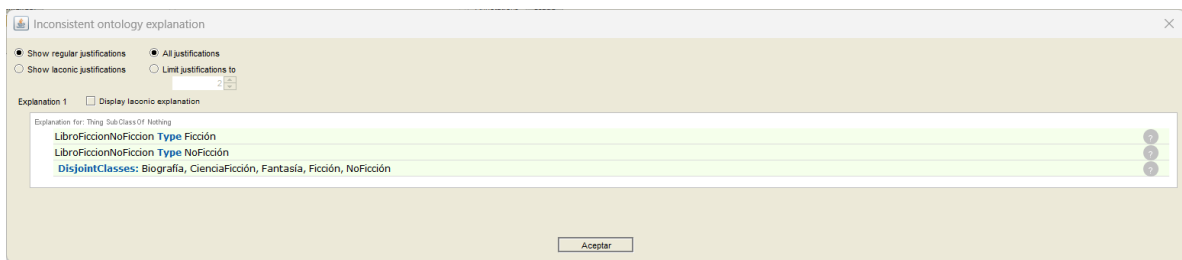 Inconsistent ontology explanation
Show regular justifications All justifications
Show laconic justifications Limit justifications to
2
Explanation 1 Display laconic explanation
Explanation for: Thing SubClassOf Nothing
LibroFiccionNoFiccion Type Ficción
?
LibroFiccionNoFiccion Type NoFicción
?
DisjointClasses: Biografía, CienciaFicción, Fantasía, Ficción, NoFicción
?
Aceptar